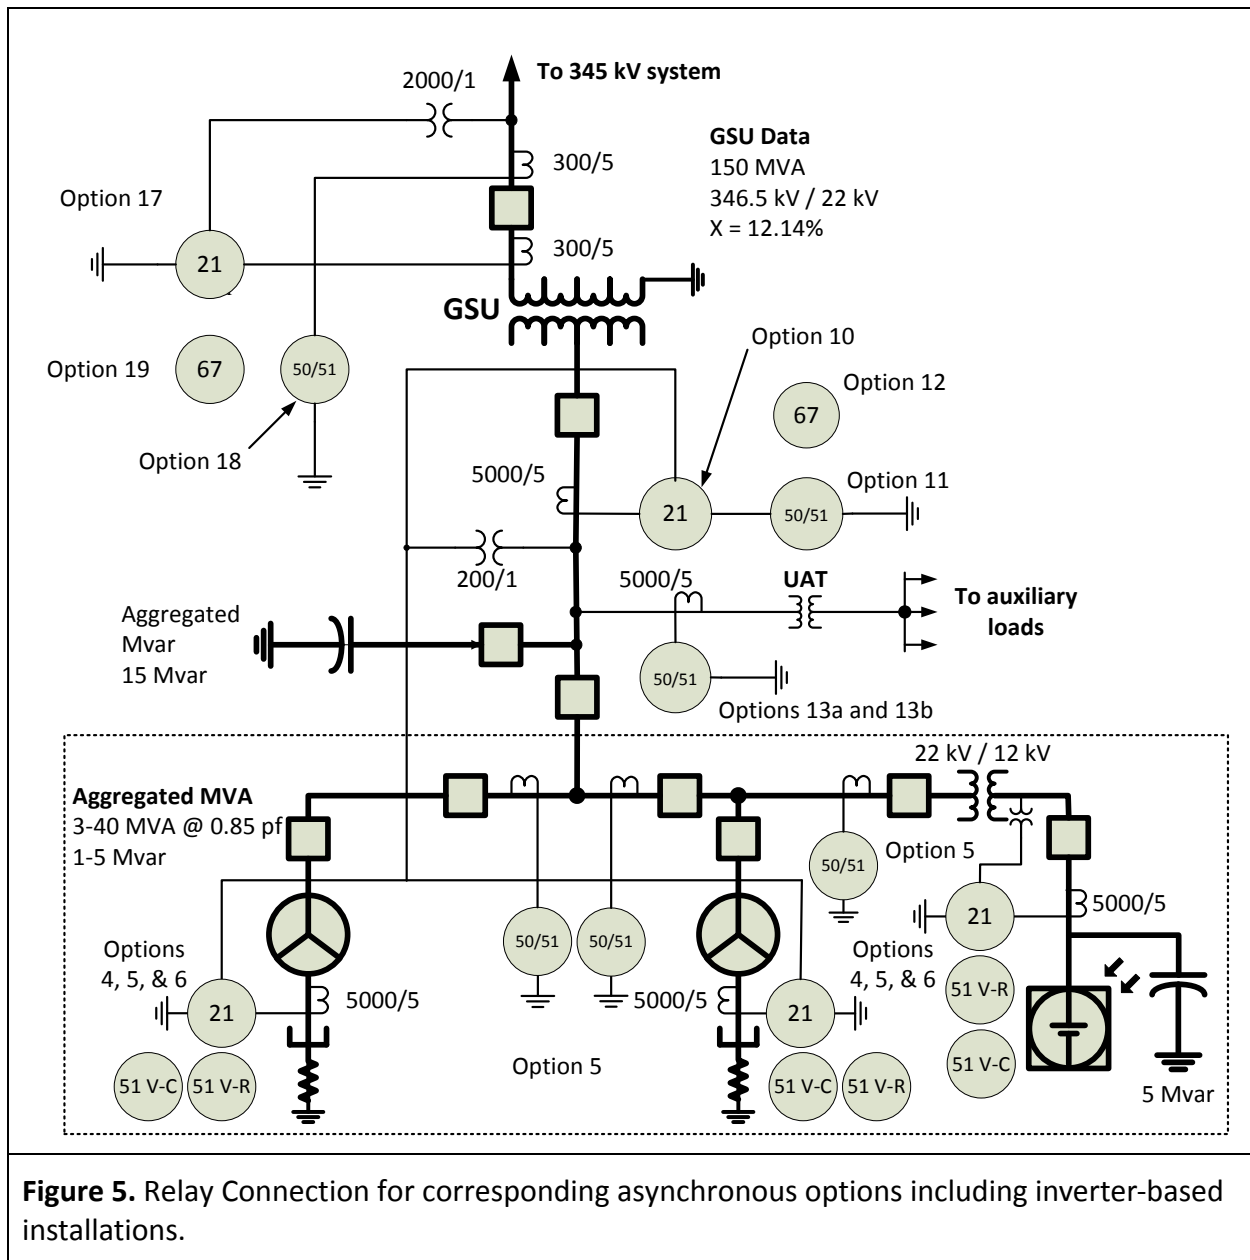 To 345 kV system
2000/1
GSU Data
150 MVA
346.5 kV / 22 kV
X = 12.14%
300/5
Option 17
300/5
21
GSU
Option 10
Option 19
67
50/51
Option 12
67
Option 18
5000/5
Option 11
21
50/51
200/1
5000/5
UAT
To auxiliary
loads
Aggregated
Mvar
15 Mvar
50/51
Options 13a and 13b
22 kV / 12 kV
Aggregated MVA
3-40 MVA @ 0.85 pf
1-5 Mvar
50/51
Option 5
21
5000/5
50/51
50/51
Options
4, 5, & 6
Options
4, 5, & 6
21
5000/5
5000/5
21
51 V-R
51 V-C
51 V-C
51 V-R
Option 5
51 V-C
51 V-R
5 Mvar
Figure 5. Relay Connection for corresponding asynchronous options including inverter-based
installations.